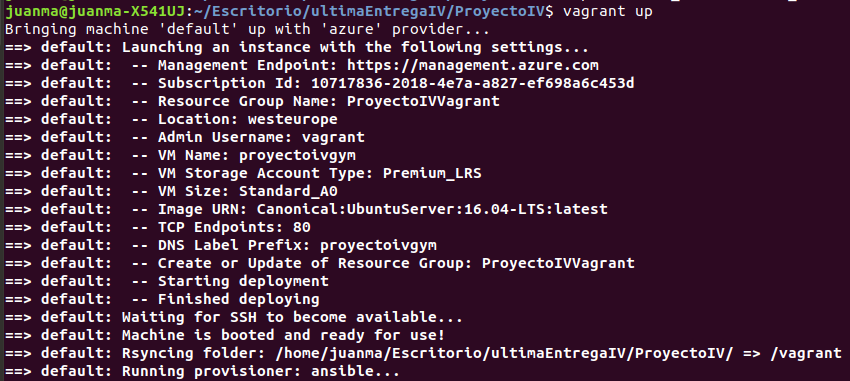 juanma@juanma-X541UJ:~/Escritorio/ultimaEntregaIV/ProyectoIV$ vagrant up
Bringing machine 'default' up with 'azure' provider...
==> default: Launching an instance with the following settings...
==> default:  -- Management Endpoint: https://management.azure.com
==> default:  -- Subscription Id: 10717836-2018-4e7a-a827-ef698a6c453d
==> default:  -- Resource Group Name: ProyectoIVVagrant
==> default:  -- Location: westeurope
==> default:  -- Admin Username: vagrant
==> default:  -- VM Name: proyectoivgym
==> default:  -- VM Storage Account Type: Premium_LRS
==> default:  -- VM Size: Standard_A0
==> default:  -- Image URN: Canonical:UbuntuServer:16.04-LTS:latest
==> default:  -- TCP Endpoints: 80
==> default:  -- DNS Label Prefix: proyectoivgym
==> default:  -- Create or Update of Resource Group: ProyectoIVVagrant
==> default:  -- Starting deployment
==> default:  -- Finished deploying
==> default: Waiting for SSH to become available...
==> default: Machine is booted and ready for use!
==> default: Rsyncing folder: /home/juanma/Escritorio/ultimaEntregaIV/ProyectoIV/ => /vagrant
==> default: Running provisioner: ansible...